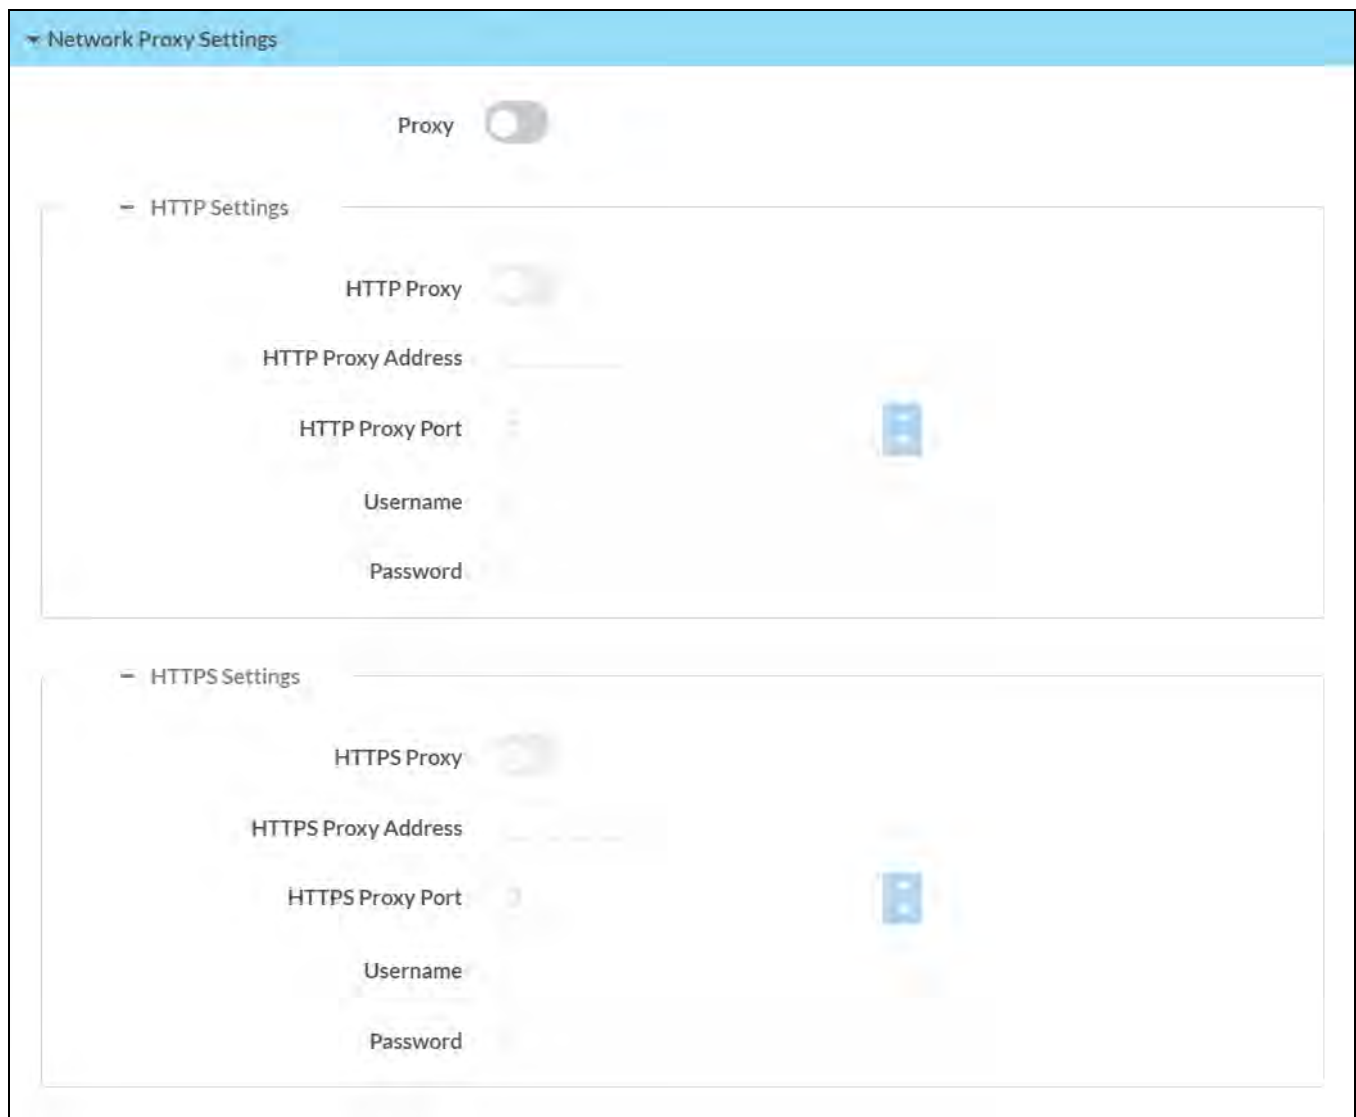 Network Proxy Settings
Proxy
HTTP Settings
HTTP Proxy
HTTP Proxy Address
HTTP Proxy Port
Username
Password
HTTPS Settings
HTTPS Proxy
HTTPS Proxy Address
HTTPS Proxy Port
Username
Password